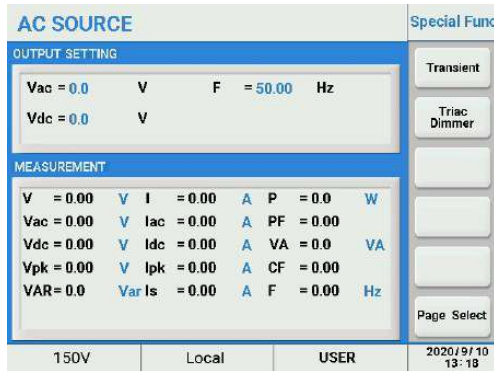 AC SOURCE
Special Func
OUTPUT SETTING
Vac = 0.0 V F = 50.00 Hz
Vdc = 0.0 V
Transient
Triac
Dimmer
MEASUREMENT
V = 0.00 V I = 0.00 A P = 0.0 W
Vac = 0.00 V Iac = 0.00 A PF = 0.00
Vdc = 0.00 V Idc = 0.00 A VA = 0.0 VA
Vpk = 0.00 V Ipk = 0.00 A CF = 0.00
VAR= 0.0 Var Is = 0.00 A F = 0.00 Hz
Page Select
150V Local USER
2020/9/10
13:18